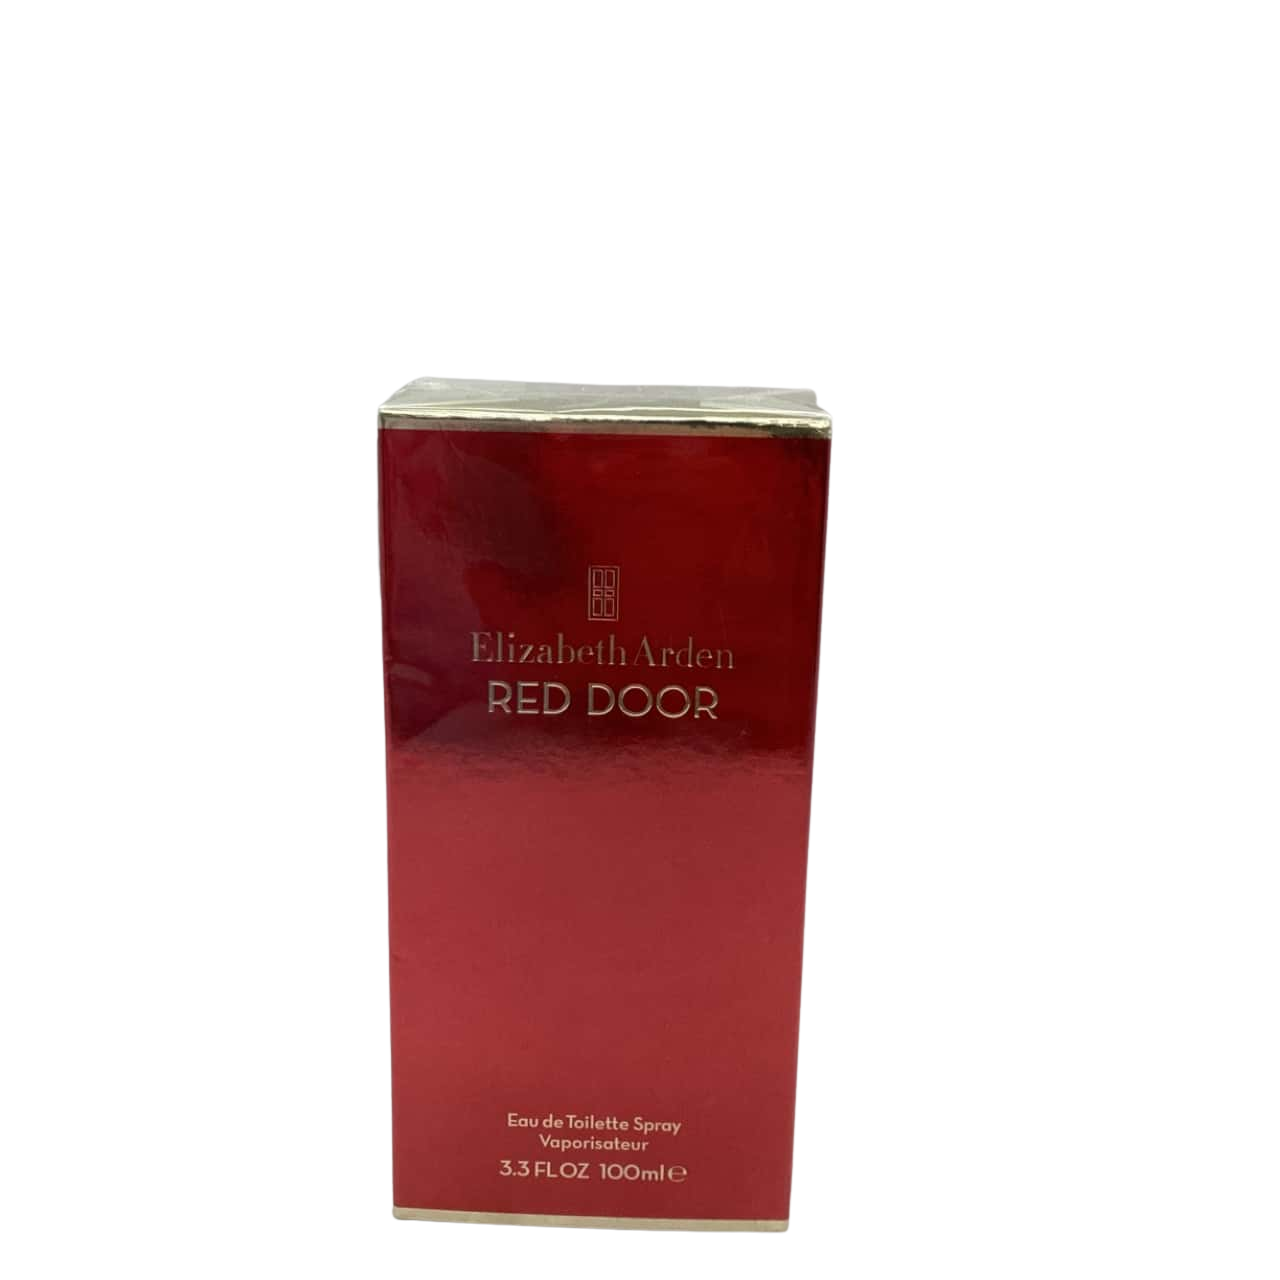 Elizabeth Arden
RED DOOR
Eau de Toilette Spray
Vaporisateur
3.3 FL OZ 100ml ℮